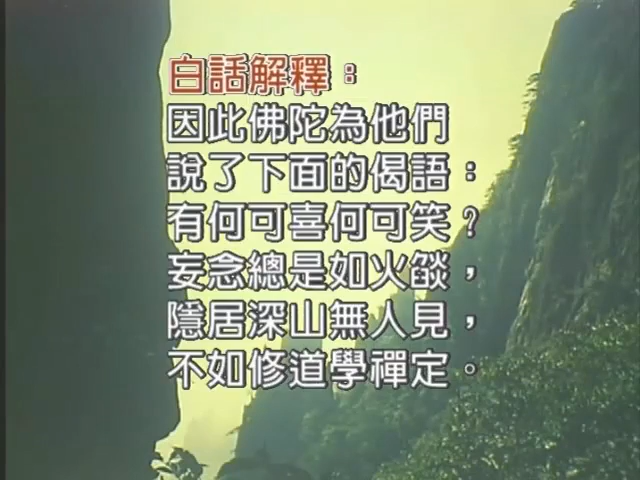 白話解釋：
因此佛陀為他們
說了下面的偈語：
有何可喜何可笑？
妄念總是如火燄，
隱居深山無人見，
不如修道學禪定。